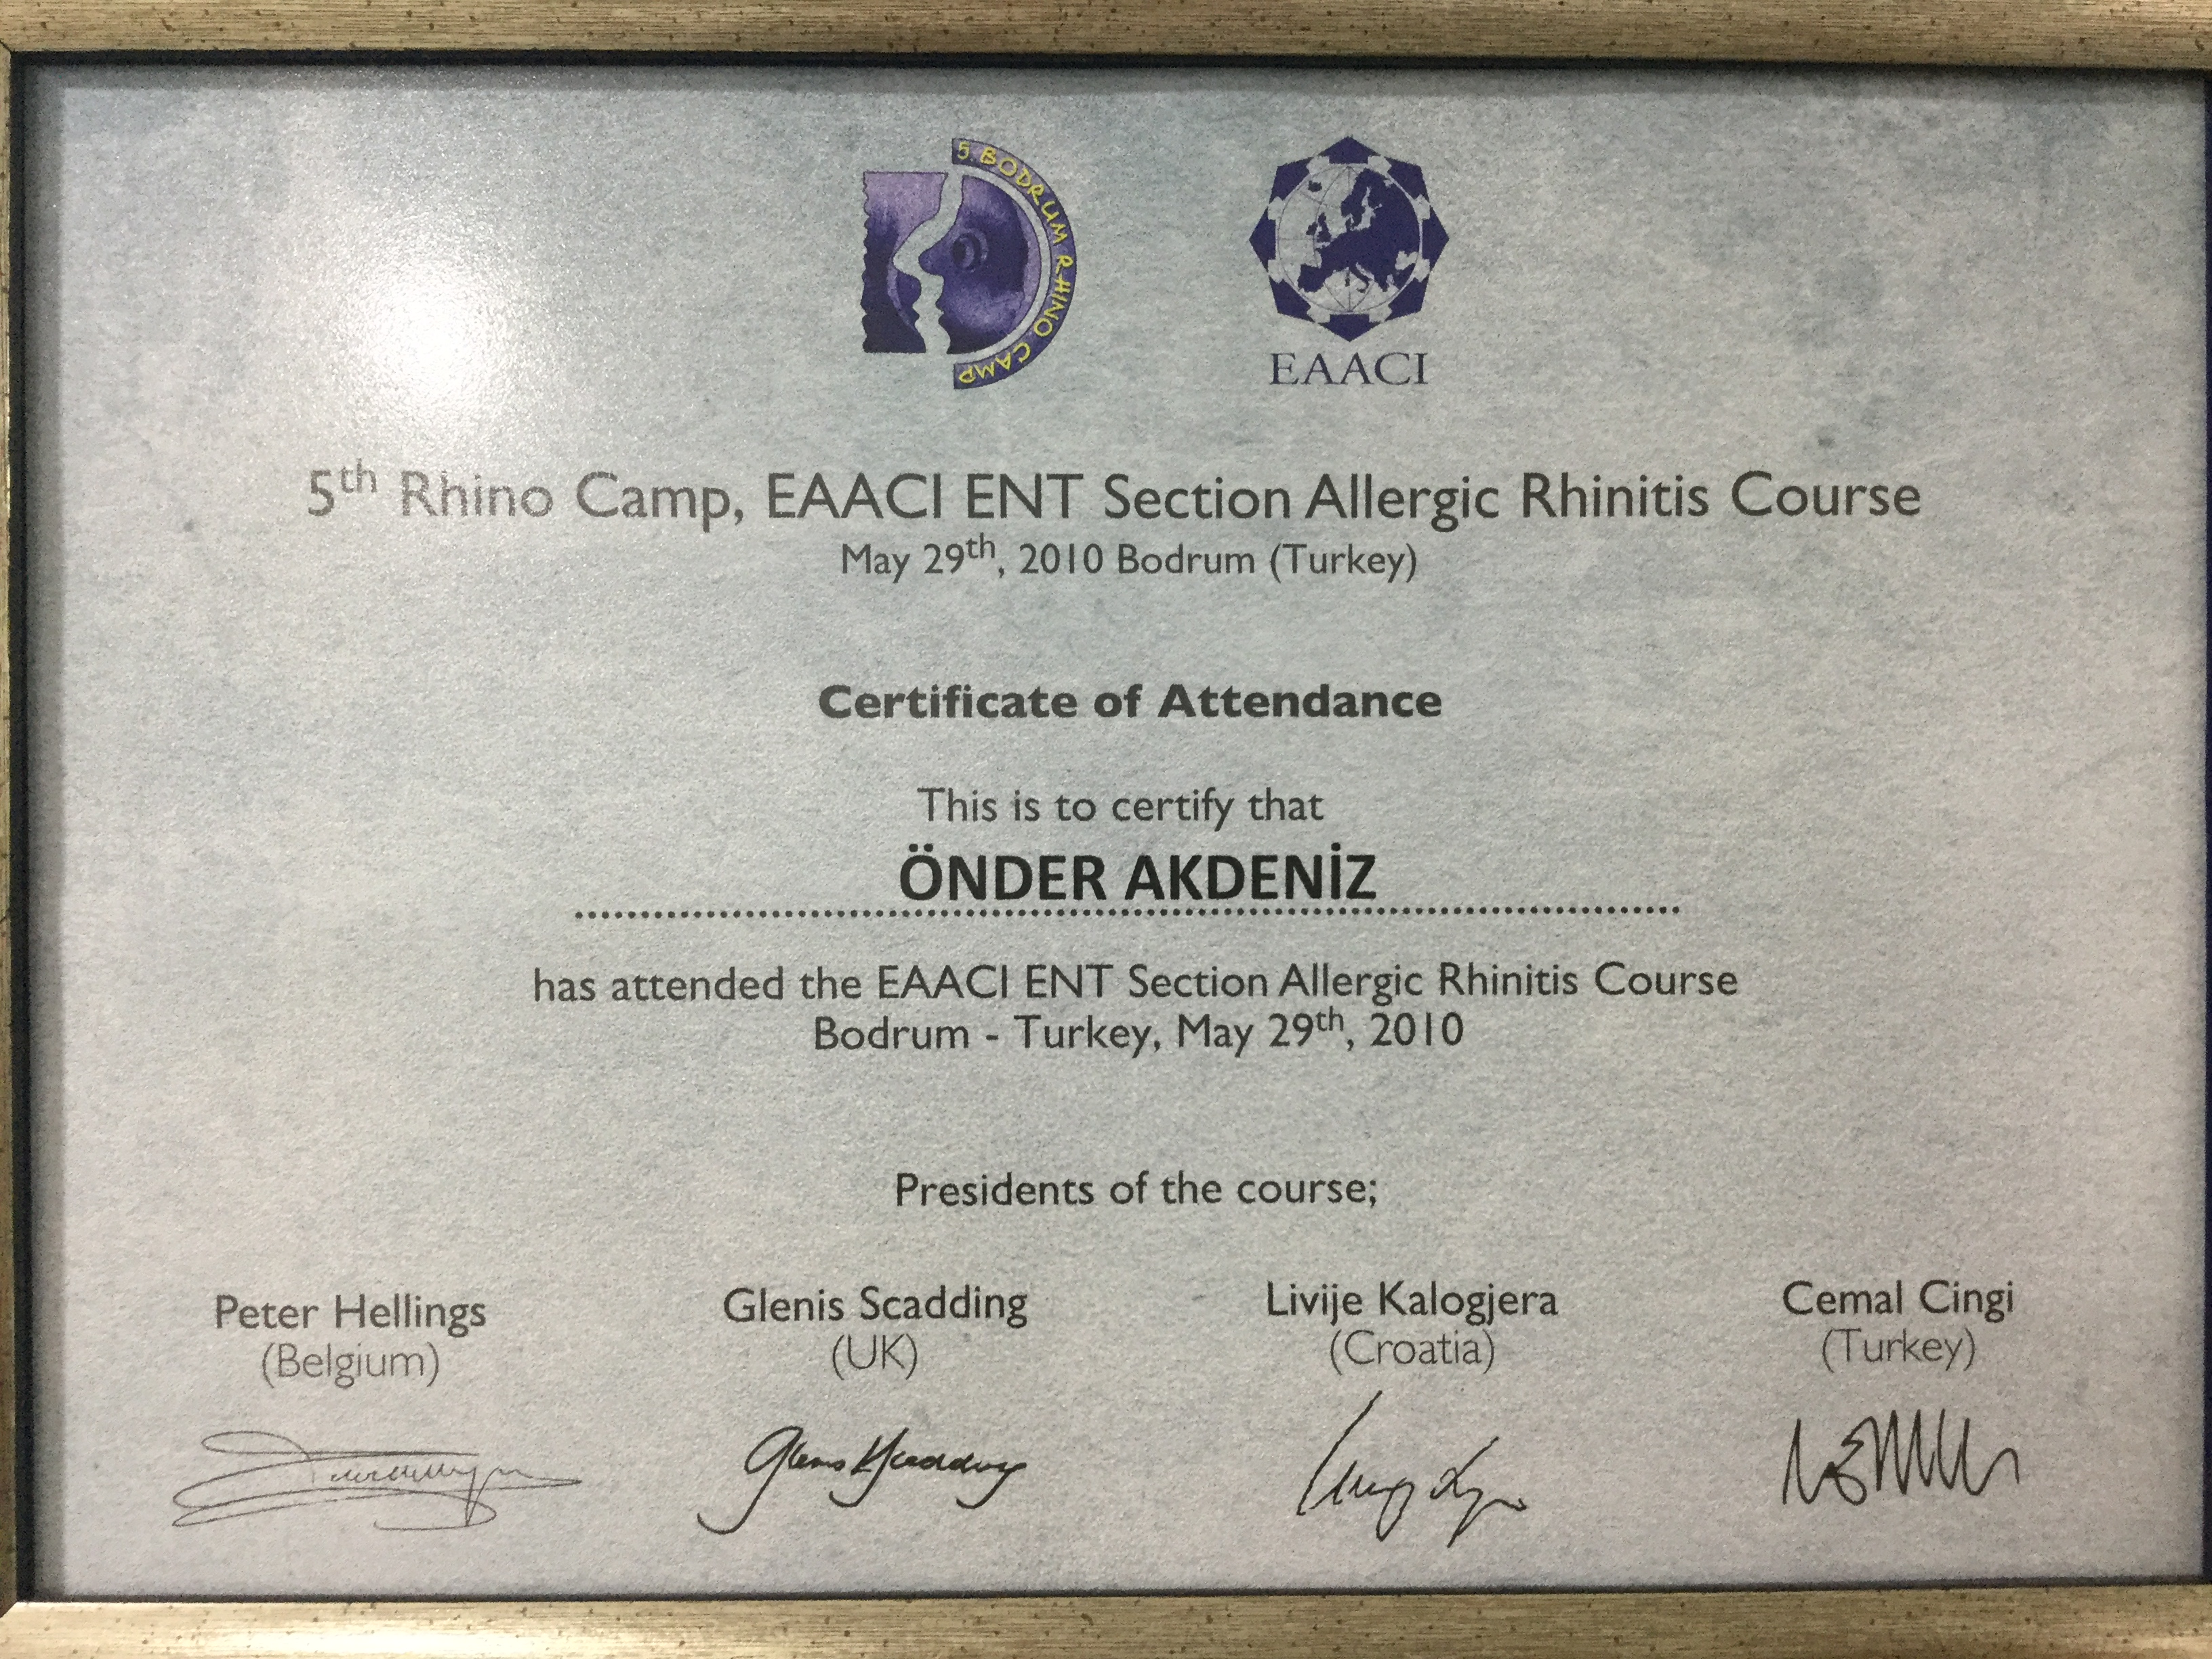 5. BODRUM RHINO CAMP
EAACI
5th Rhino Camp, EAACI ENT Section Allergic Rhinitis Course
May 29th, 2010 Bodrum (Turkey)
Certificate of Attendance
This is to certify that
ÖNDER AKDENİZ
has attended the EAACI ENT Section Allergic Rhinitis Course
Bodrum - Turkey, May 29th, 2010
Presidents of the course;
Peter Hellings
(Belgium)
Glenis Scadding
(UK)
Livije Kalogjera
(Croatia)
Cemal Cingi
(Turkey)
Glenis Scadding